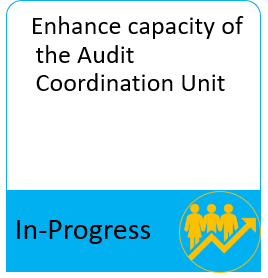 Enhance capacity of
the Audit
Coordination Unit
In-Progress